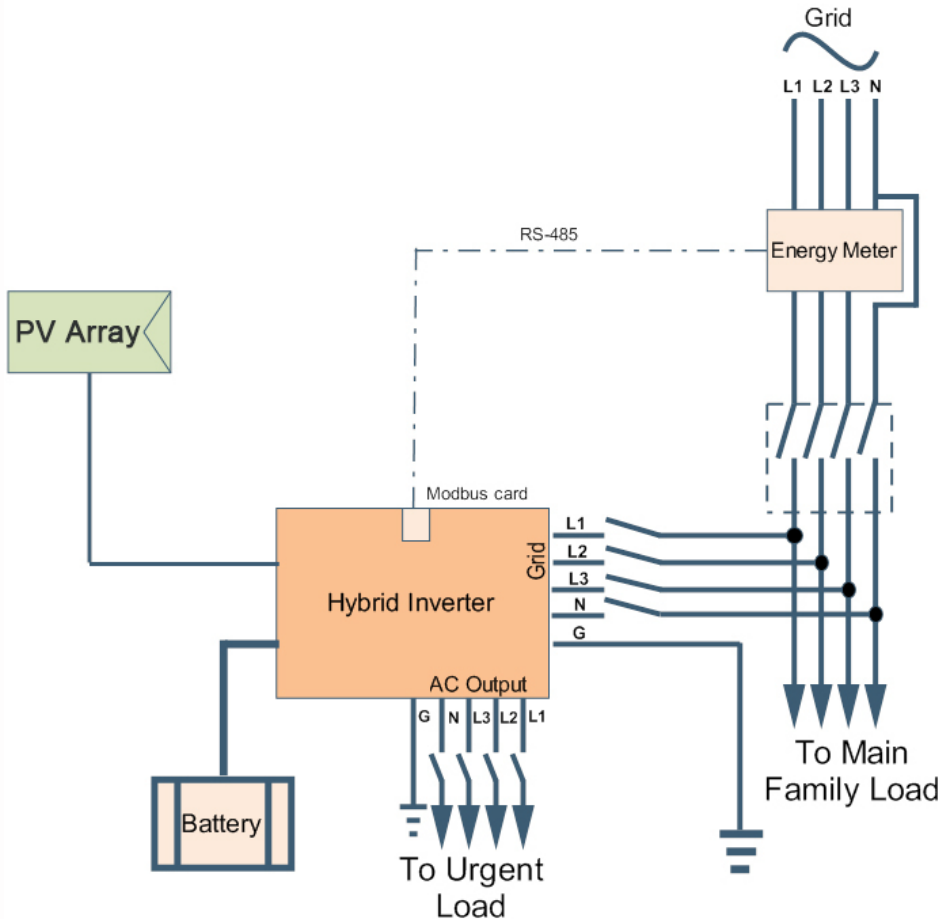 Grid
L1 L2 L3 N
RS-485
Energy Meter
PV Array
Modbus card
L1
L2
L3
N
G
Grid
Hybrid Inverter
AC Output
G N L3 L2 L1
To Main
Family Load
Battery
To Urgent
Load